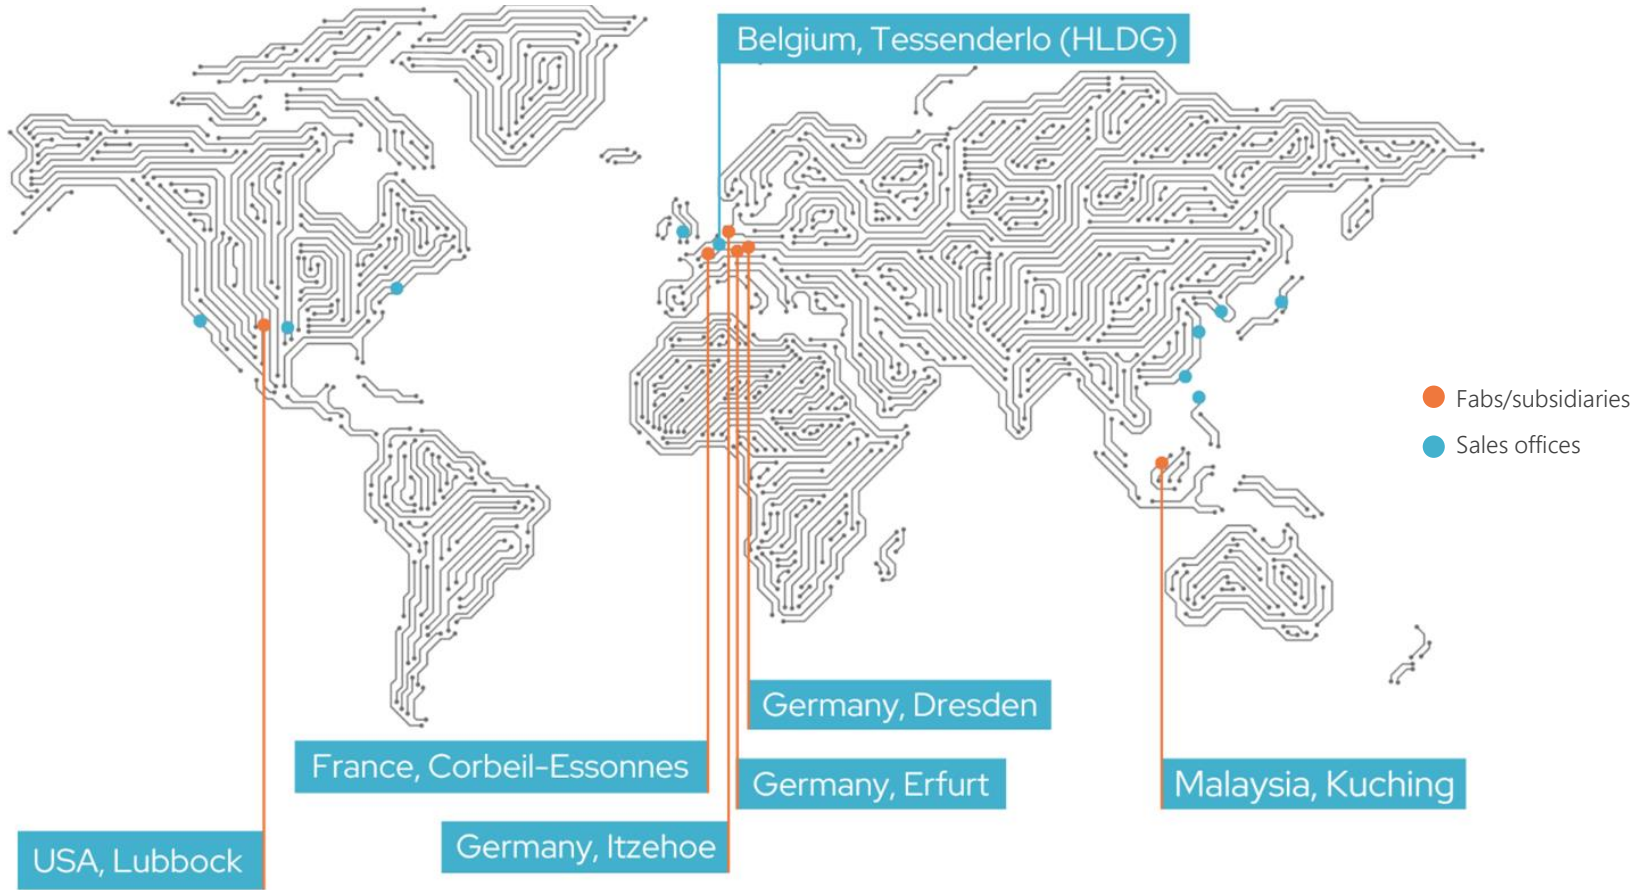 Belgium, Tessenderlo (HLDG)
Fabs/subsidiaries
Sales offices
Germany, Dresden
France, Corbeil-Essonnes
Germany, Erfurt
Malaysia, Kuching
Germany, Itzehoe
USA, Lubbock